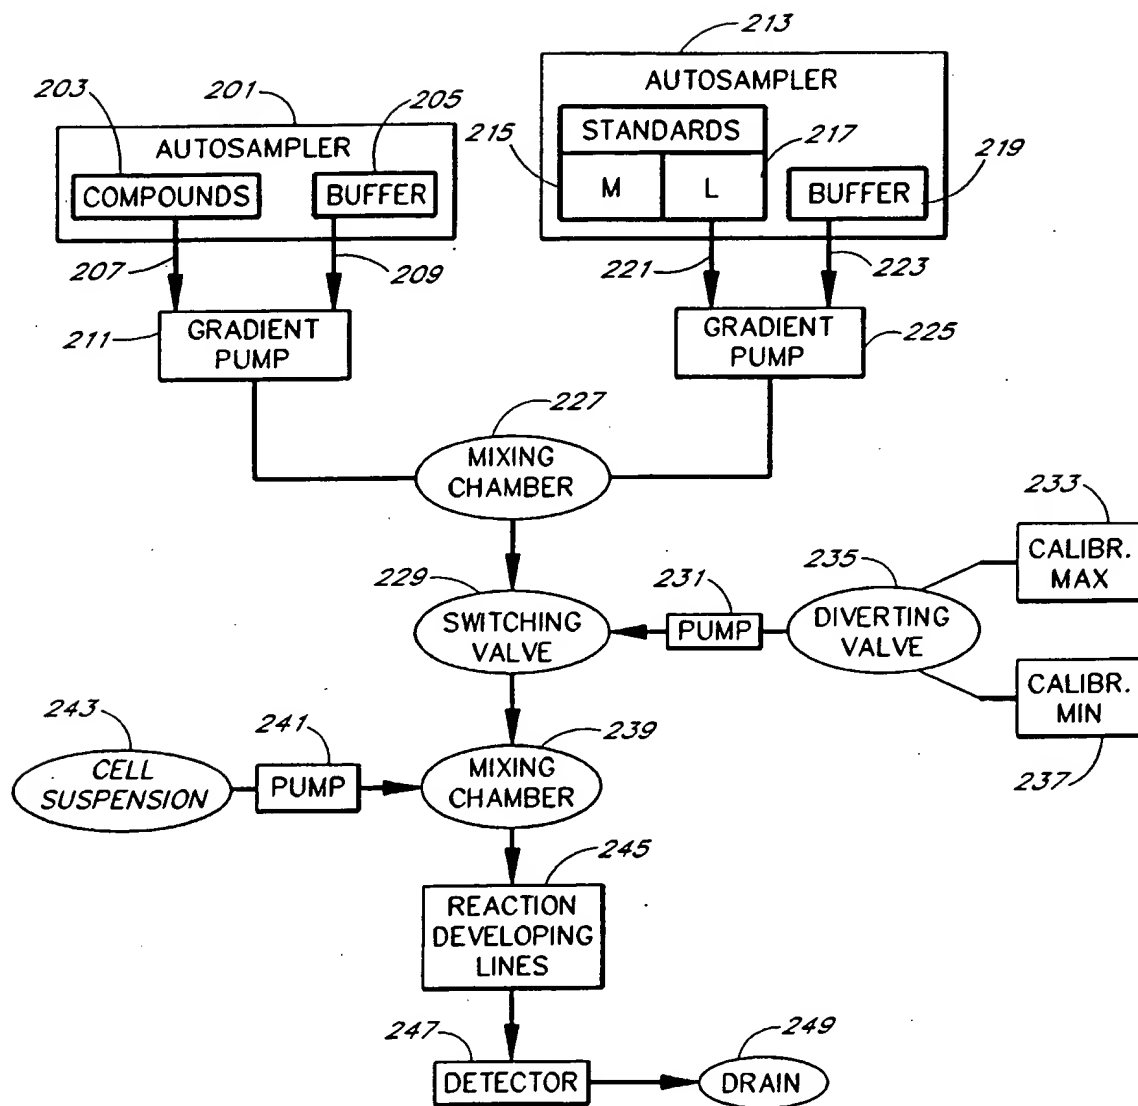 213
201
205
203
AUTOSAMPLER
215
STANDARDS
217
219
AUTOSAMPLER
COMPOUNDS
BUFFER
M
L
BUFFER
207
209
221
223
211
GRADIENT
PUMP
GRADIENT
PUMP
225
227
MIXING
CHAMBER
233
CALIBR.
MAX
229
231
235
SWITCHING
VALVE
PUMP
DIVERTING
VALVE
CALIBR.
MIN
237
243
241
239
CELL
SUSPENSION
PUMP
MIXING
CHAMBER
245
REACTION
DEVELOPING
LINES
247
249
DETECTOR
DRAIN